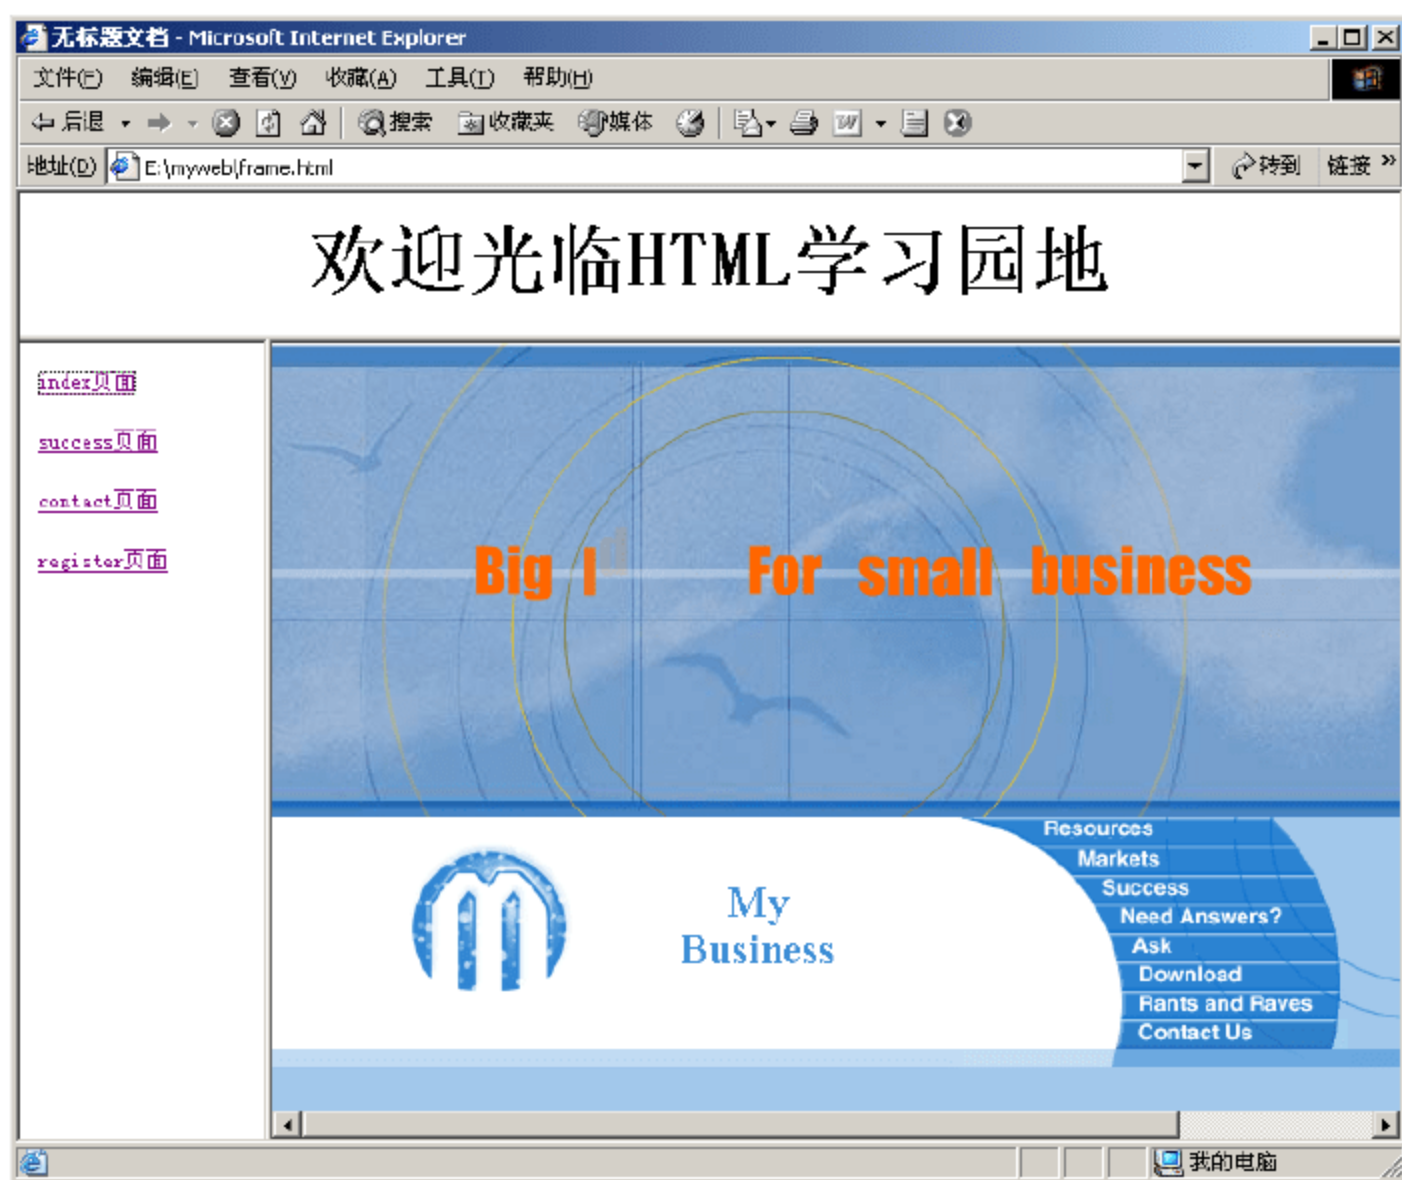 无标题文档 - Microsoft Internet Explorer
文件(F) 编辑(E) 查看(V) 收藏(A) 工具(T) 帮助(H)
后退 搜索 收藏夹 媒体
地址(D) E:\myweb\frame.html 转到 链接 »
欢迎光临HTML学习园地
index页面
success页面
contact页面
register页面
Big I For small business
Resources
Markets
Success
Need Answers?
Ask
Download
Rants and Raves
Contact Us
My
Business
我的电脑